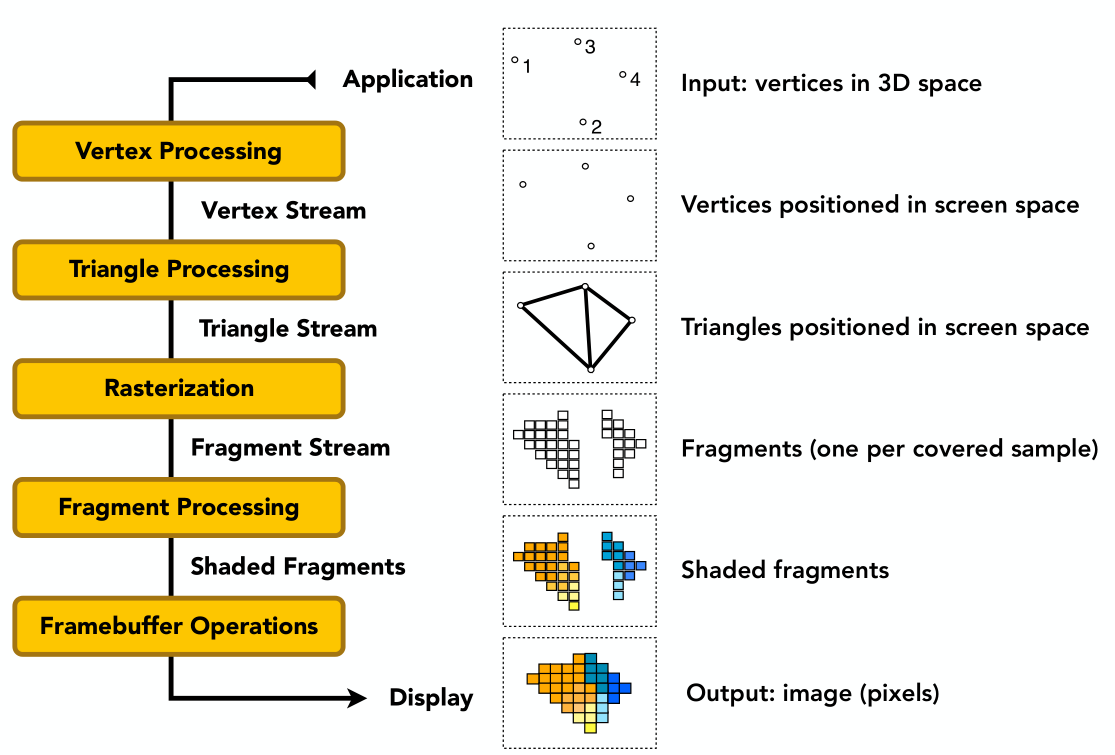 Application
3
1
4
2
Input: vertices in 3D space
Vertex Processing
Vertex Stream
Vertices positioned in screen space
Triangle Processing
Triangle Stream
Triangles positioned in screen space
Rasterization
Fragment Stream
Fragments (one per covered sample)
Fragment Processing
Shaded Fragments
Shaded fragments
Framebuffer Operations
Display
Output: image (pixels)